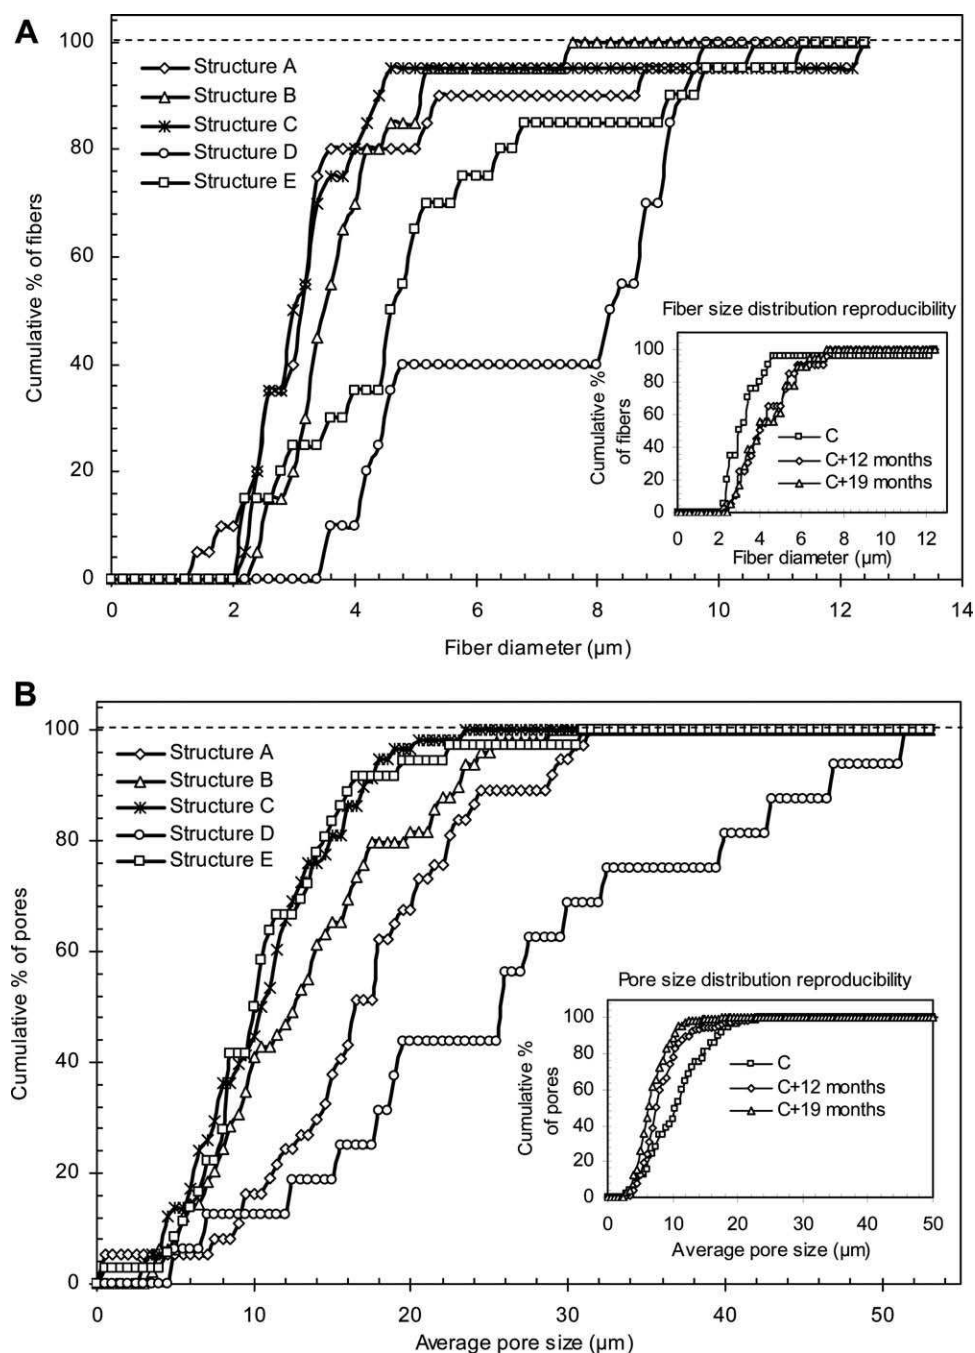 A
Cumulative % of fibers
100
80
60
40
20
0
Structure A
Structure B
Structure C
Structure D
Structure E
Fiber size distribution reproducibility
Cumulative %
of fibers
100
80
60
40
20
0
C
C+12 months
C+19 months
0 2 4 6 8 10 12
Fiber diameter (µm)
0 2 4 6 8 10 12 14
Fiber diameter (µm)
B
Cumulative % of pores
100
80
60
40
20
0
Structure A
Structure B
Structure C
Structure D
Structure E
Pore size distribution reproducibility
Cumulative %
of pores
100
80
60
40
20
0
C
C+12 months
C+19 months
0 10 20 30 40 50
Average pore size (µm)
0 10 20 30 40 50
Average pore size (µm)